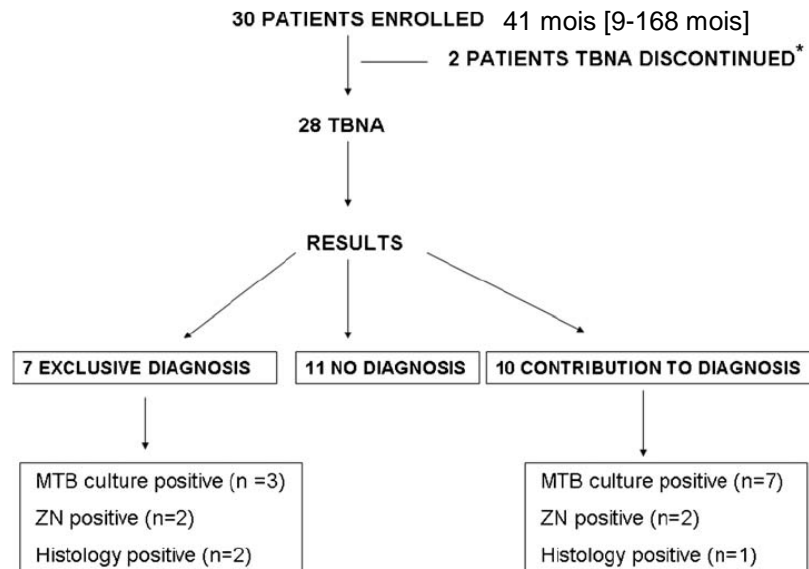 30 PATIENTS ENROLLED 41 mois [9-168 mois]
2 PATIENTS TBNA DISCONTINUED*
28 TBNA
RESULTS
7 EXCLUSIVE DIAGNOSIS
11 NO DIAGNOSIS
10 CONTRIBUTION TO DIAGNOSIS
MTB culture positive (n =3)
ZN positive (n=2)
Histology positive (n=2)
MTB culture positive (n=7)
ZN positive (n=2)
Histology positive (n=1)